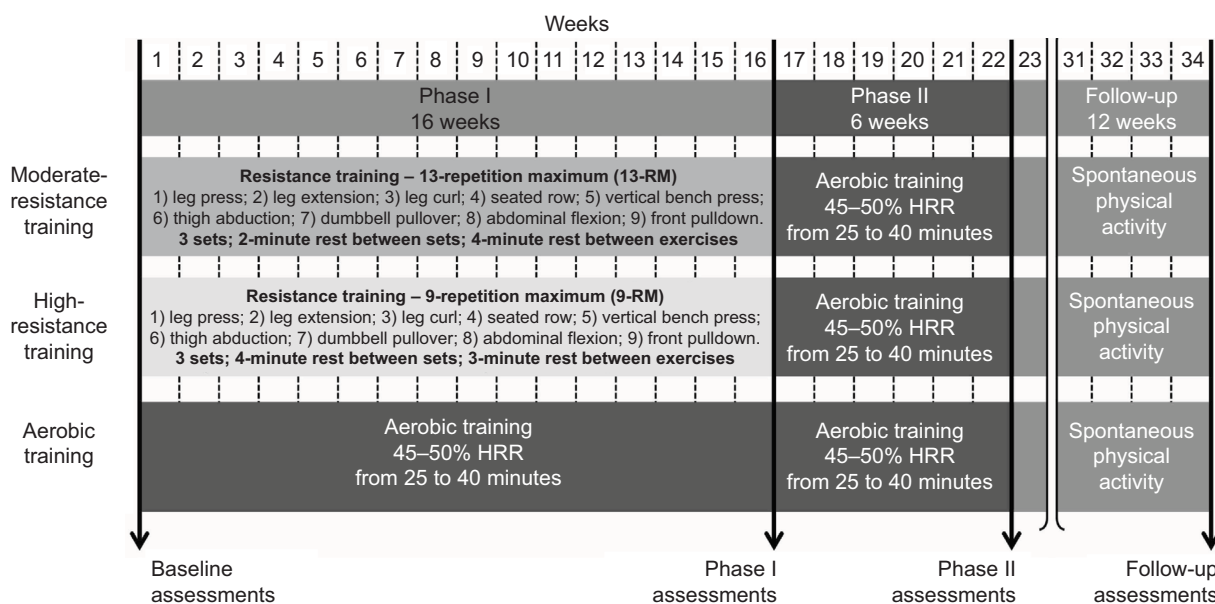 Weeks
1 2 3 4 5 6 7 8 9 10 11 12 13 14 15 16 17 18 19 20 21 22 23 31 32 33 34
Phase I
16 weeks
Phase II
6 weeks
Follow-up
12 weeks
Moderate-
resistance
training
Resistance training – 13-repetition maximum (13-RM)
1) leg press; 2) leg extension; 3) leg curl; 4) seated row; 5) vertical bench press;
6) thigh abduction; 7) dumbbell pullover; 8) abdominal flexion; 9) front pulldown.
3 sets; 2-minute rest between sets; 4-minute rest between exercises
Aerobic training
45–50% HRR
from 25 to 40 minutes
Spontaneous
physical
activity
High-
resistance
training
Resistance training – 9-repetition maximum (9-RM)
1) leg press; 2) leg extension; 3) leg curl; 4) seated row; 5) vertical bench press;
6) thigh abduction; 7) dumbbell pullover; 8) abdominal flexion; 9) front pulldown.
3 sets; 4-minute rest between sets; 3-minute rest between exercises
Aerobic training
45–50% HRR
from 25 to 40 minutes
Spontaneous
physical
activity
Aerobic
training
Aerobic training
45–50% HRR
from 25 to 40 minutes
Aerobic training
45–50% HRR
from 25 to 40 minutes
Spontaneous
physical
activity
Baseline
assessments
Phase I
assessments
Phase II
assessments
Follow-up
assessments